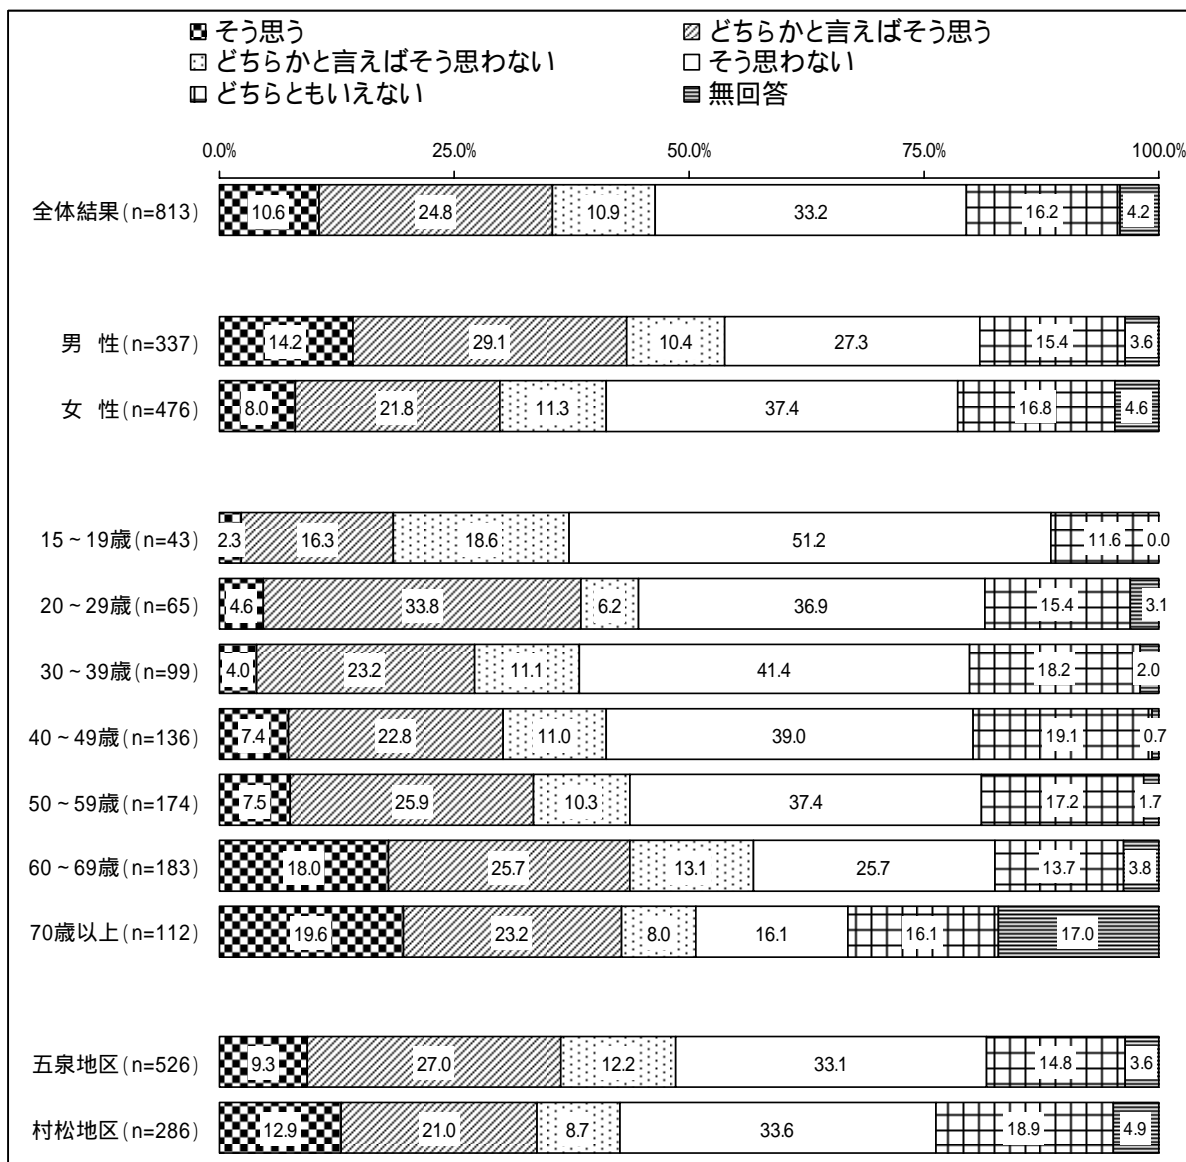 そう思う どちらかと言えばそう思う
どちらかと言えばそう思わない そう思わない
どちらともいえない 無回答
0.0% 25.0% 50.0% 75.0% 100.0%
全体結果(n=813) 10.6 24.8 10.9 33.2 16.2 4.2
男 性(n=337) 14.2 29.1 10.4 27.3 15.4 3.6
女 性(n=476) 8.0 21.8 11.3 37.4 16.8 4.6
15~19歳(n=43) 2.3 16.3 18.6 51.2 11.6 0.0
20~29歳(n=65) 4.6 33.8 6.2 36.9 15.4 3.1
30~39歳(n=99) 4.0 23.2 11.1 41.4 18.2 2.0
40~49歳(n=136) 7.4 22.8 11.0 39.0 19.1 0.7
50~59歳(n=174) 7.5 25.9 10.3 37.4 17.2 1.7
60~69歳(n=183) 18.0 25.7 13.1 25.7 13.7 3.8
70歳以上(n=112) 19.6 23.2 8.0 16.1 16.1 17.0
五泉地区(n=526) 9.3 27.0 12.2 33.1 14.8 3.6
村松地区(n=286) 12.9 21.0 8.7 33.6 18.9 4.9